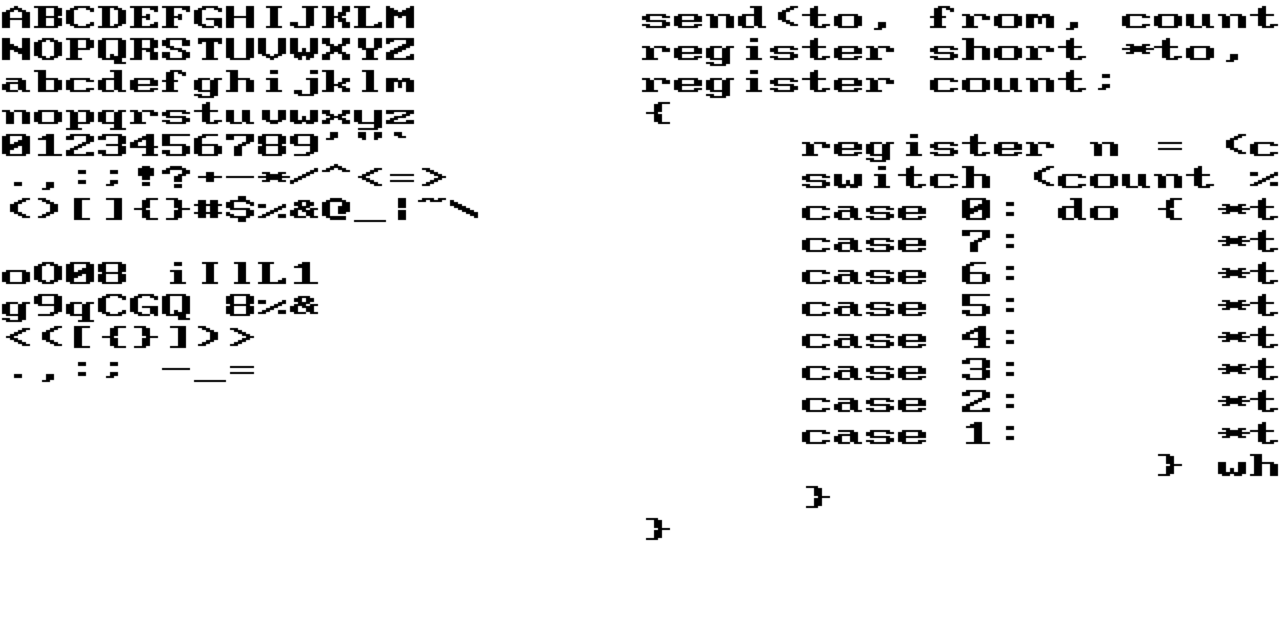 ABCDEFGHIJKLM
NOPQRSTUVWXYZ
abcdefghijklm
nopqrstuvwxyz
0123456789'"`
.,:;!?+-*/^<=>
()[]{}#$%&@_|~\
oO08 iIlL1
g9qCGQ 8%&
<([{}])>
.,:; -_=
send(to, from, count
register short *to,
register count;
{
register n = (c
switch (count %
case 0: do { *t
case 7: *t
case 6: *t
case 5: *t
case 4: *t
case 3: *t
case 2: *t
case 1: *t
} wh
}
}